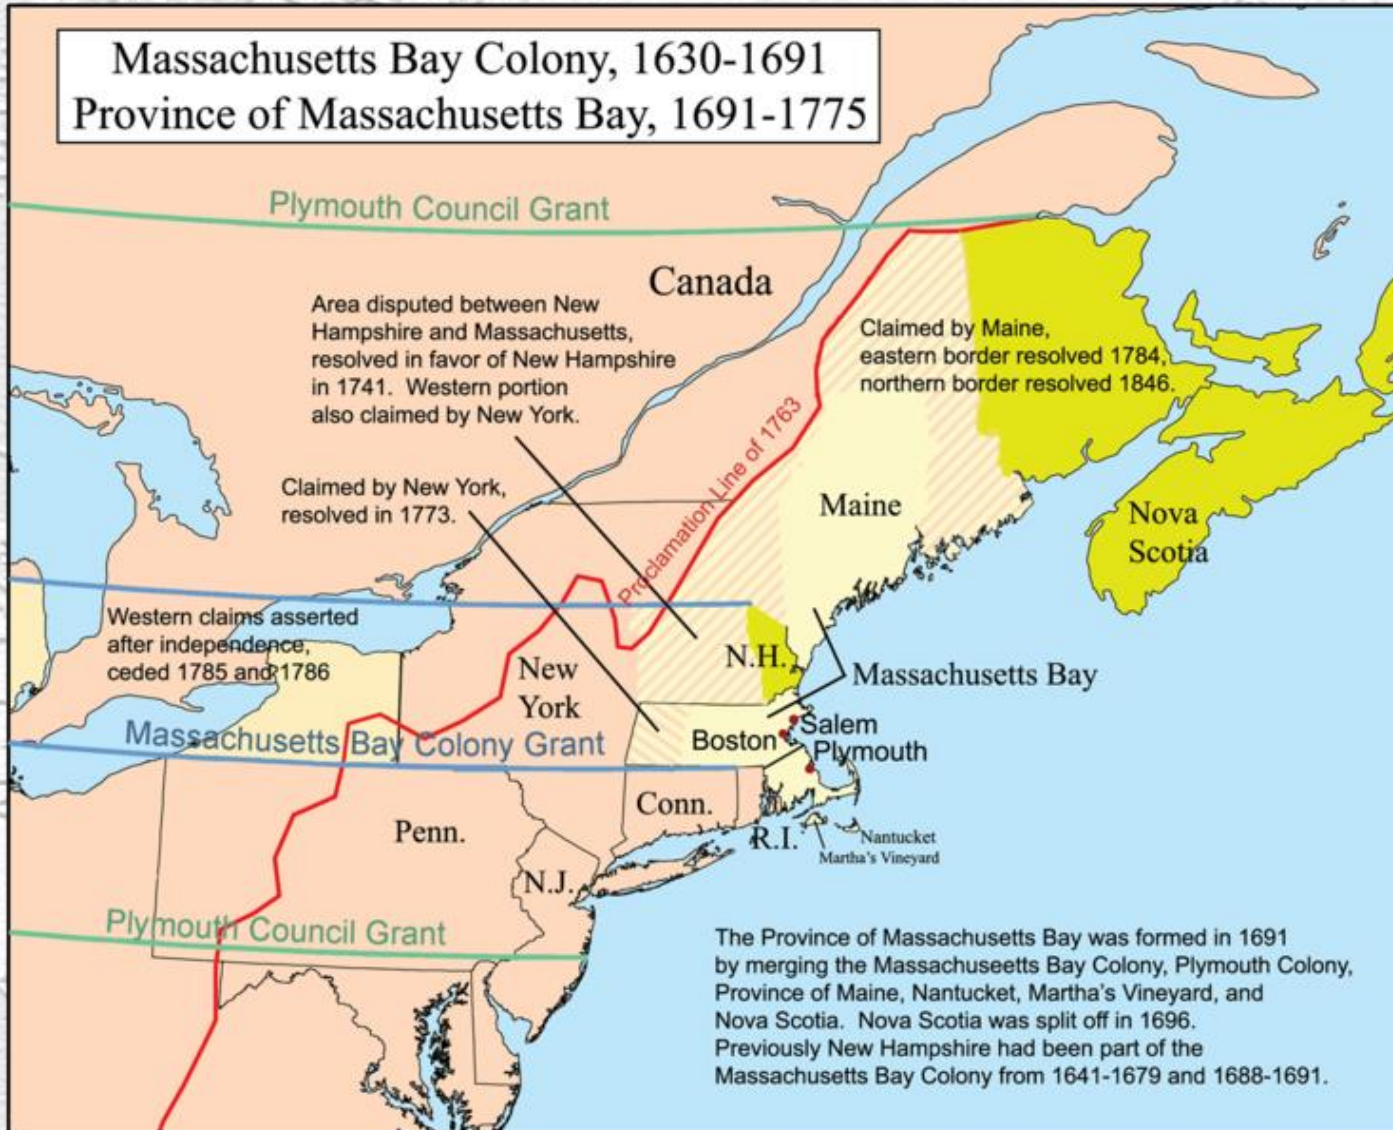 Massachusetts Bay Colony, 1630-1691
Province of Massachusetts Bay, 1691-1775
Plymouth Council Grant
Canada
Area disputed between New
Hampshire and Massachusetts,
resolved in favor of New Hampshire
in 1741. Western portion
also claimed by New York.
Claimed by Maine,
eastern border resolved 1784,
northern border resolved 1846.
Proclamation Line of 1763
Claimed by New York,
resolved in 1773.
Maine
Nova
Scotia
Western claims asserted
after independence,
ceded 1785 and 1786
New
York
N.H.
Massachusetts Bay
Massachusetts Bay Colony Grant
Boston
Salem
Plymouth
Conn.
Penn.
R.I.
Nantucket
Martha's Vineyard
N.J.
Plymouth Council Grant
The Province of Massachusetts Bay was formed in 1691
by merging the Massachuseetts Bay Colony, Plymouth Colony,
Province of Maine, Nantucket, Martha's Vineyard, and
Nova Scotia. Nova Scotia was split off in 1696.
Previously New Hampshire had been part of the
Massachusetts Bay Colony from 1641-1679 and 1688-1691.